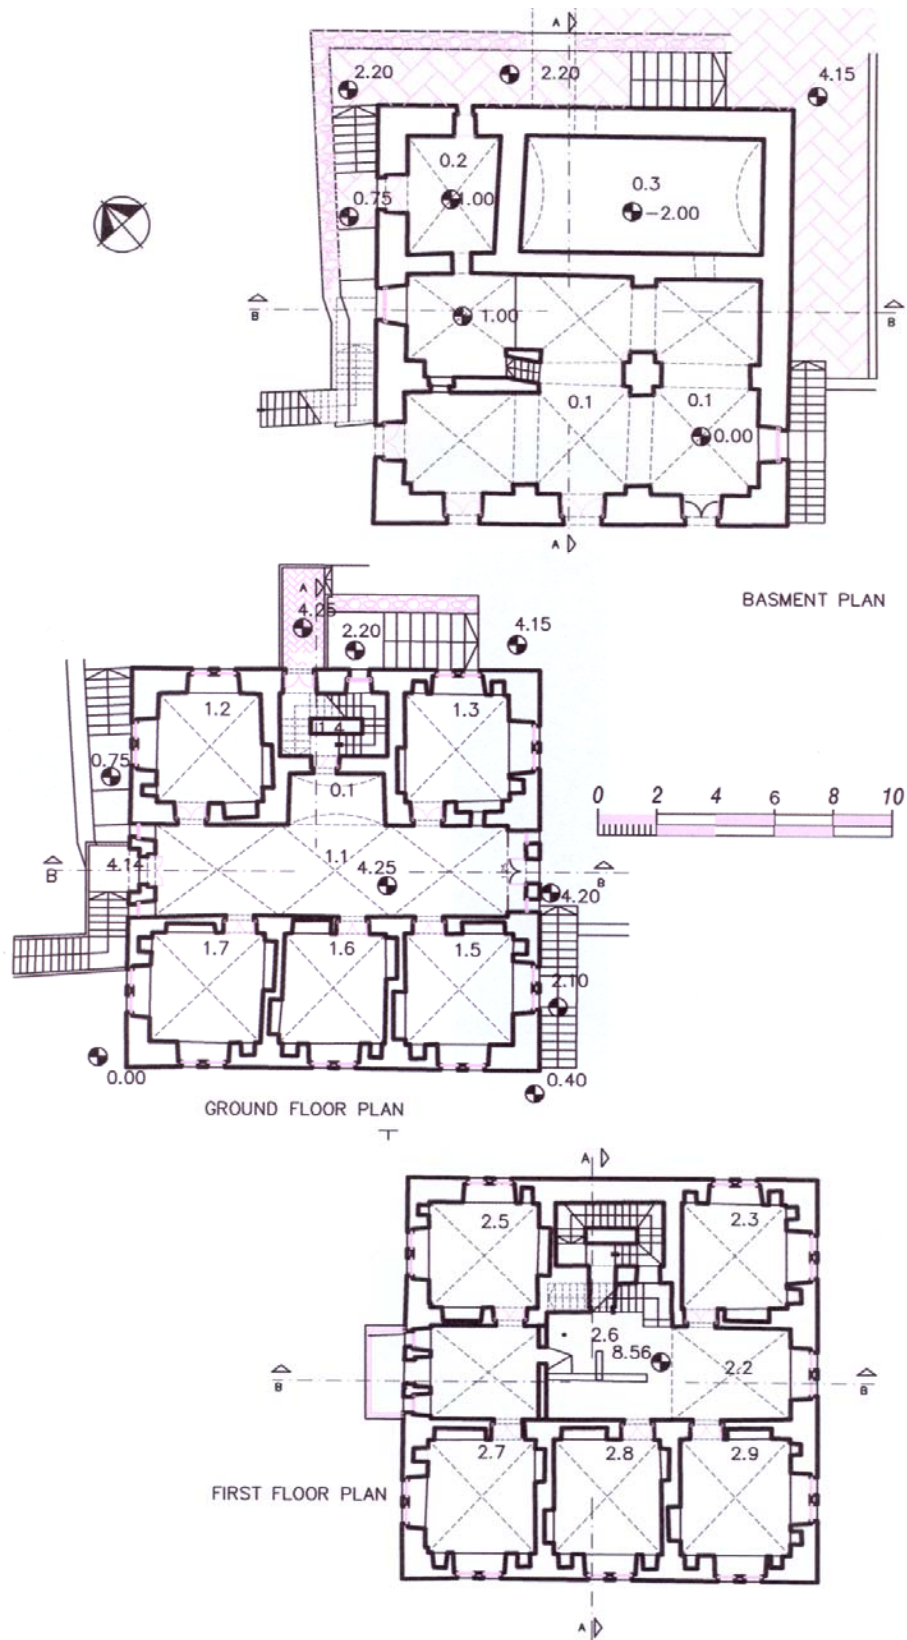 A
2.20
2.20
4.15
0.2
0.3
0.75
1.00
-2.00
B
1.00
B
0.1
0.1
0.00
A
BASMENT PLAN
A
4.25
2.20
4.15
1.2
1.4
1.3
0.75
0.1
0 2 4 6 8 10
1.1
B
4.14
4.25
B
4.20
1.7
1.6
1.5
2.10
0.00
0.40
GROUND FLOOR PLAN
A
2.5
2.3
2.6
8.56
2.2
B
B
2.7
2.8
2.9
FIRST FLOOR PLAN
A